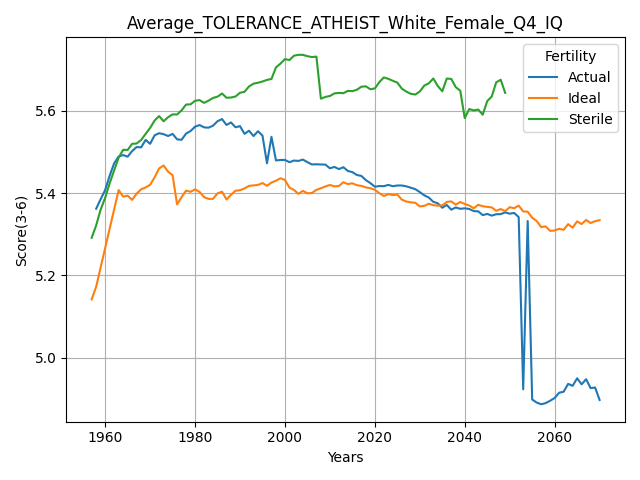 Average_TOLERANCE_ATHEIST_White_Female_Q4_IQ
Fertility
Actual
Ideal
Sterile
Score(3-6)
5.6
5.4
5.2
5.0
1960 1980 2000 2020 2040 2060
Years